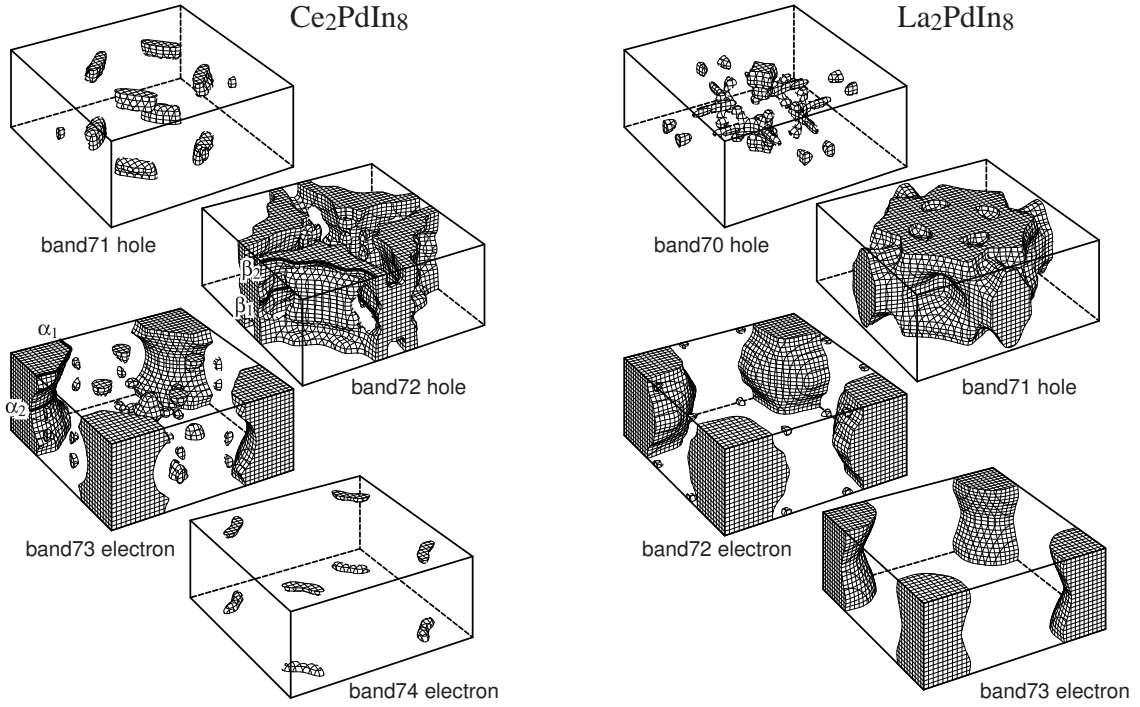 Ce₂PdIn₈
band71 hole
β₂
β₁
band72 hole
α₁
α₂
band73 electron
band74 electron
La₂PdIn₈
band70 hole
band71 hole
band72 electron
band73 electron